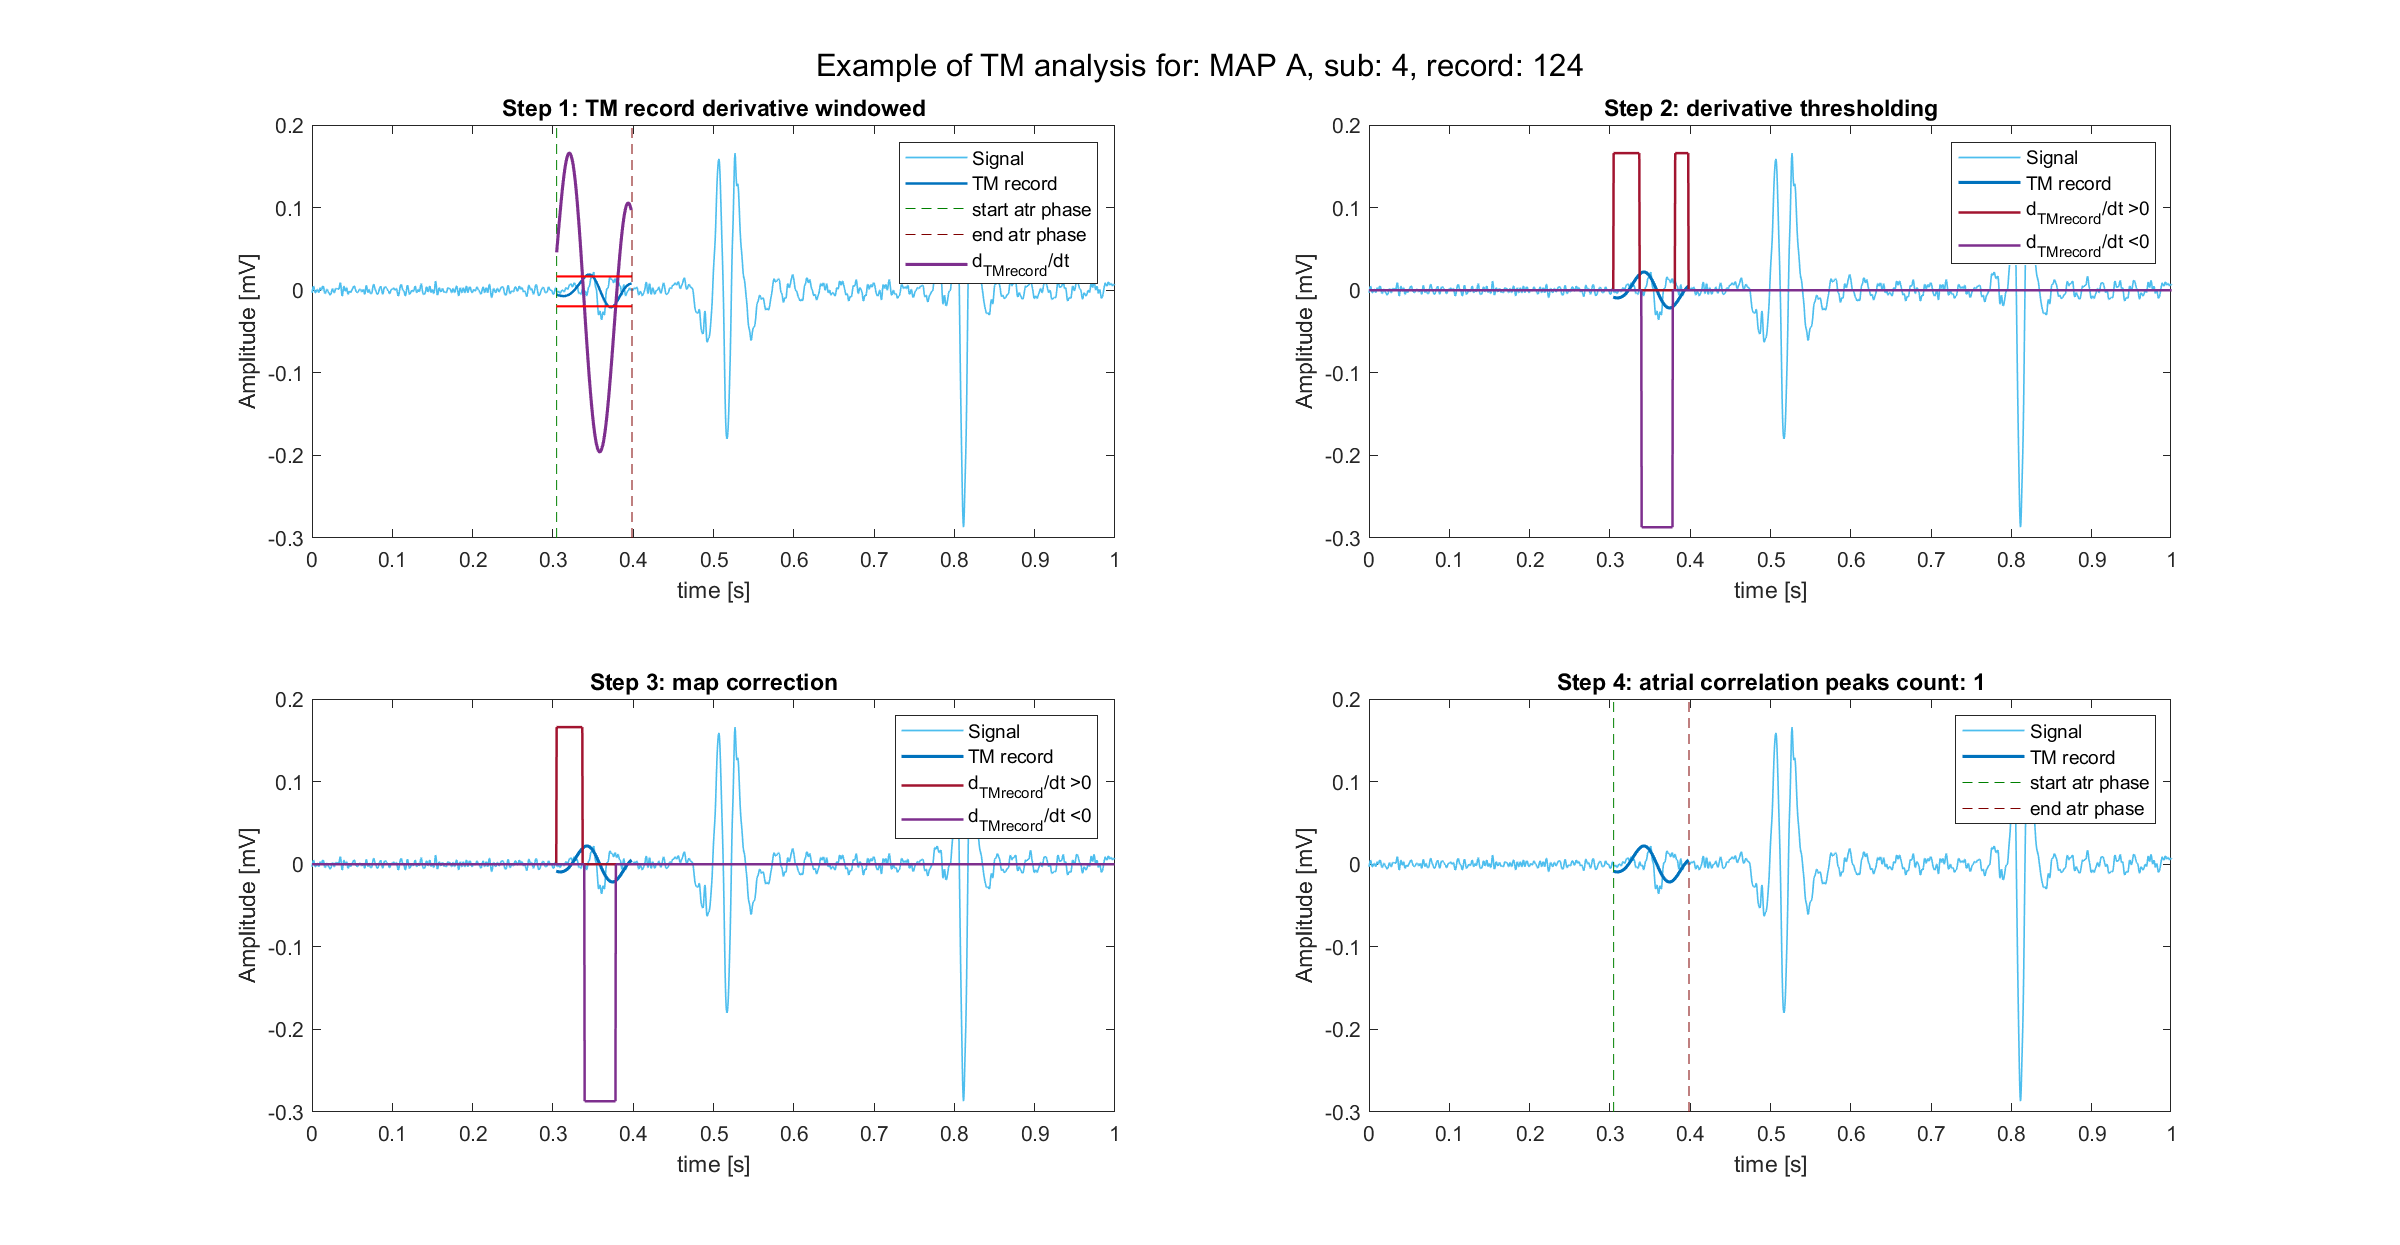 Example of TM analysis for: MAP A, sub: 4, record: 124
Step 1: TM record derivative windowed
0.2
0.1
0
-0.1
-0.2
-0.3
Amplitude [mV]
Signal
TM record
start atr phase
end atr phase
dTMrecord/dt
0 0.1 0.2 0.3 0.4 0.5 0.6 0.7 0.8 0.9 1
time [s]
Step 2: derivative thresholding
0.2
0.1
0
-0.1
-0.2
-0.3
Amplitude [mV]
Signal
TM record
dTMrecord/dt >0
dTMrecord/dt <0
0 0.1 0.2 0.3 0.4 0.5 0.6 0.7 0.8 0.9 1
time [s]
Step 3: map correction
0.2
0.1
0
-0.1
-0.2
-0.3
Amplitude [mV]
Signal
TM record
dTMrecord/dt >0
dTMrecord/dt <0
0 0.1 0.2 0.3 0.4 0.5 0.6 0.7 0.8 0.9 1
time [s]
Step 4: atrial correlation peaks count: 1
0.2
0.1
0
-0.1
-0.2
-0.3
Amplitude [mV]
Signal
TM record
start atr phase
end atr phase
0 0.1 0.2 0.3 0.4 0.5 0.6 0.7 0.8 0.9 1
time [s]